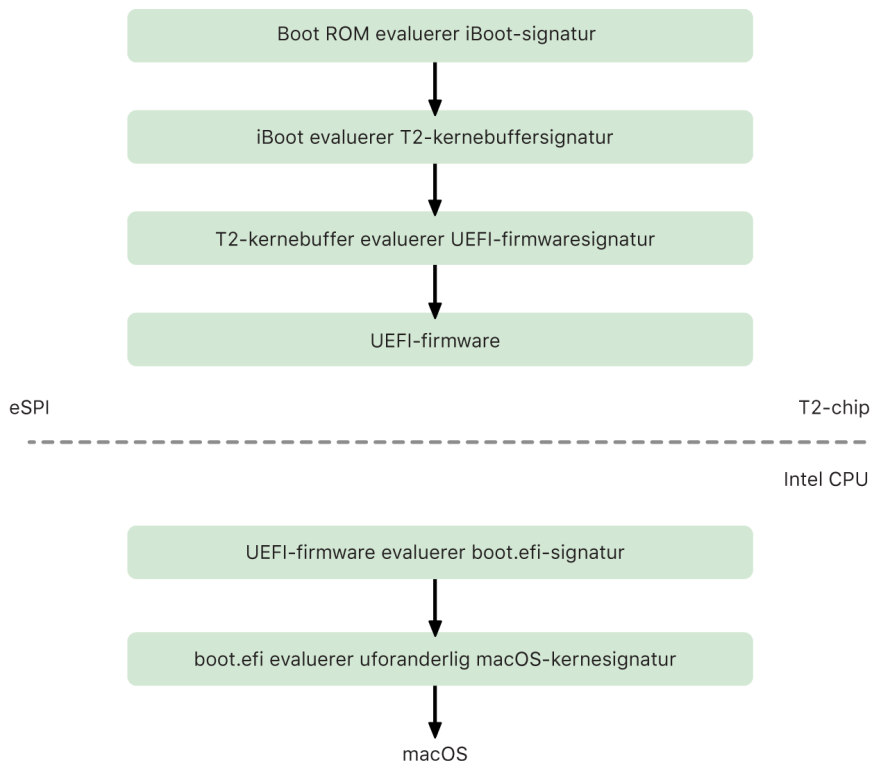 Boot ROM evaluerer iBoot-signatur
iBoot evaluerer T2-kernebuffersignatur
T2-kernebuffer evaluerer UEFI-firmwaresignatur
UEFI-firmware
eSPI
T2-chip
Intel CPU
UEFI-firmware evaluerer boot.efi-signatur
boot.efi evaluerer uforanderlig macOS-kernesignatur
macOS